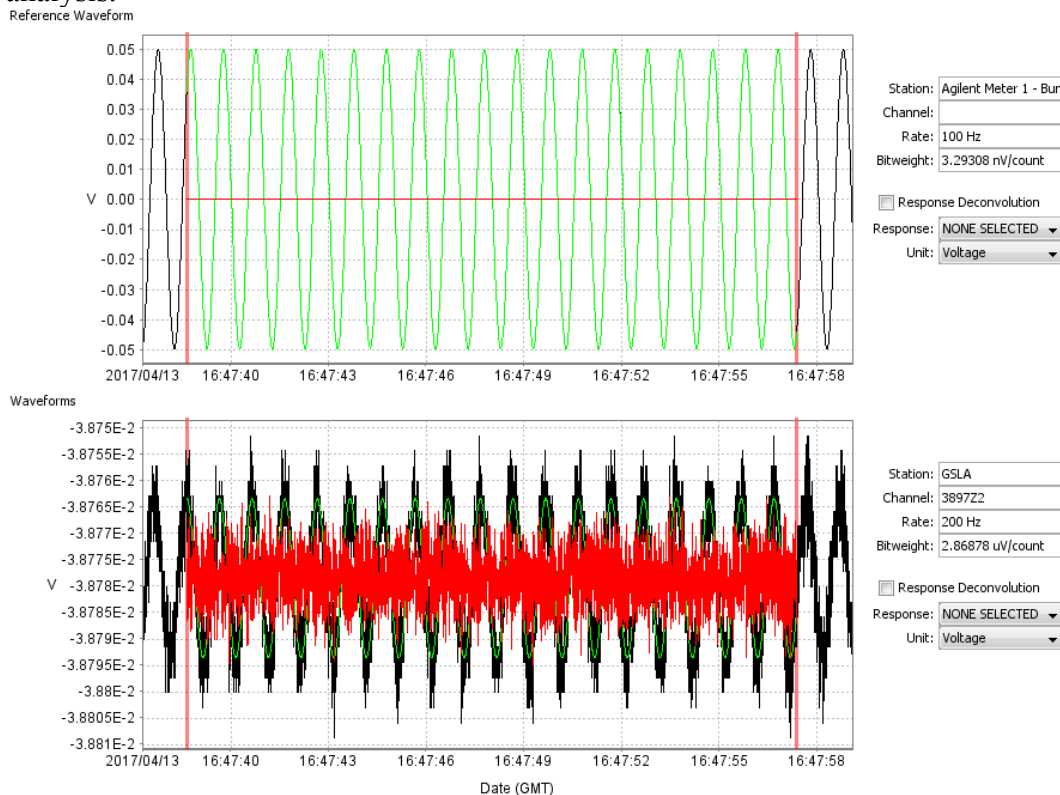 analysis.
Reference Waveform
0.05
0.04
0.03
0.02
0.01
V 0.00
-0.01
-0.02
-0.03
-0.04
-0.05
2017/04/13 16:47:40 16:47:43 16:47:46 16:47:49 16:47:52 16:47:55 16:47:58
Station: Agilent Meter 1 - Bun
Channel:
Rate: 100 Hz
Bitweight: 3.29308 nV/count
Response Deconvolution
Response: NONE SELECTED
Unit: Voltage
Waveforms
-3.875E-2
-3.8755E-2
-3.876E-2
-3.8765E-2
-3.877E-2
-3.8775E-2
V -3.878E-2
-3.8785E-2
-3.879E-2
-3.8795E-2
-3.88E-2
-3.8805E-2
-3.881E-2
2017/04/13 16:47:40 16:47:43 16:47:46 16:47:49 16:47:52 16:47:55 16:47:58
Date (GMT)
Station: GSLA
Channel: 3897Z2
Rate: 200 Hz
Bitweight: 2.86878 uV/count
Response Deconvolution
Response: NONE SELECTED
Unit: Voltage